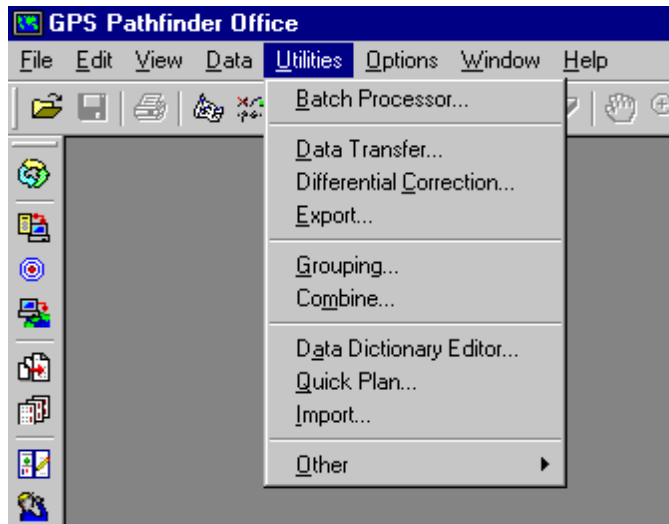 GPS Pathfinder Office
File Edit View Data Utilities Options Window Help
Batch Processor...
Data Transfer...
Differential Correction...
Export...
Grouping...
Combine...
Data Dictionary Editor...
Quick Plan...
Import...
Other